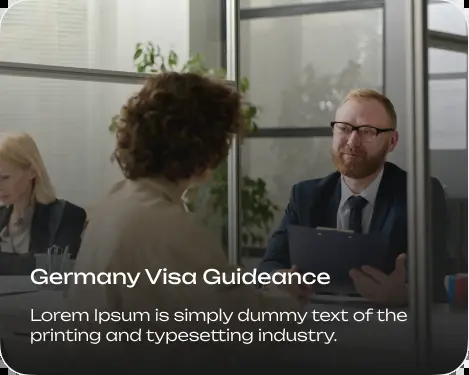 Germany Visa Guideance
Lorem Ipsum is simply dummy text of the
printing and typesetting industry.